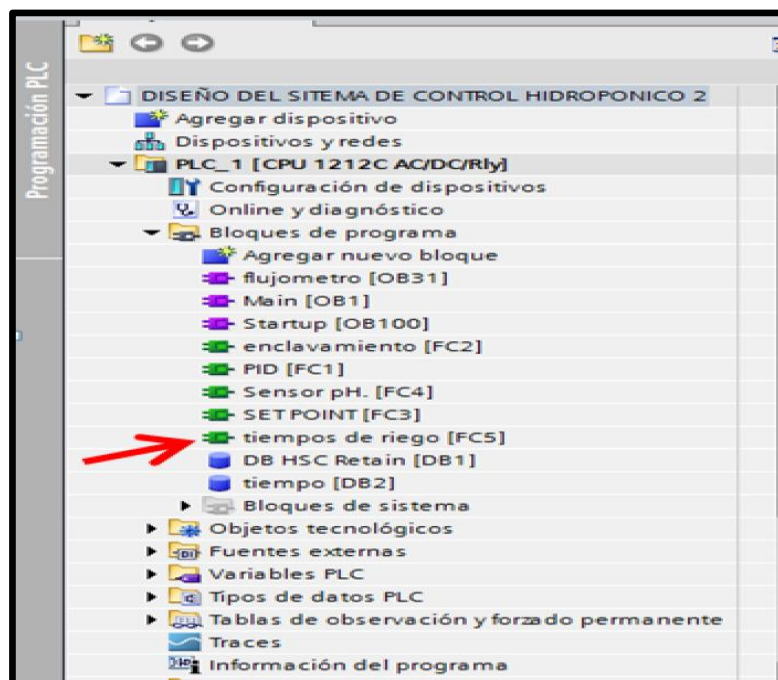 Programación PLC
DISEÑO DEL SITEMA DE CONTROL HIDROPONICO 2
Agregar dispositivo
Dispositivos y redes
PLC_1 [CPU 1212C AC/DC/Rly]
Configuración de dispositivos
Online y diagnóstico
Bloques de programa
Agregar nuevo bloque
flujometro [OB31]
Main [OB1]
Startup [OB100]
enclavamiento [FC2]
PID [FC1]
Sensor pH. [FC4]
SET POINT [FC3]
tiempos de riego [FC5]
DB HSC Retain [DB1]
tiempo [DB2]
Bloques de sistema
Objetos tecnológicos
Fuentes externas
Variables PLC
Tipos de datos PLC
Tablas de observación y forzado permanente
Traces
Información del programa